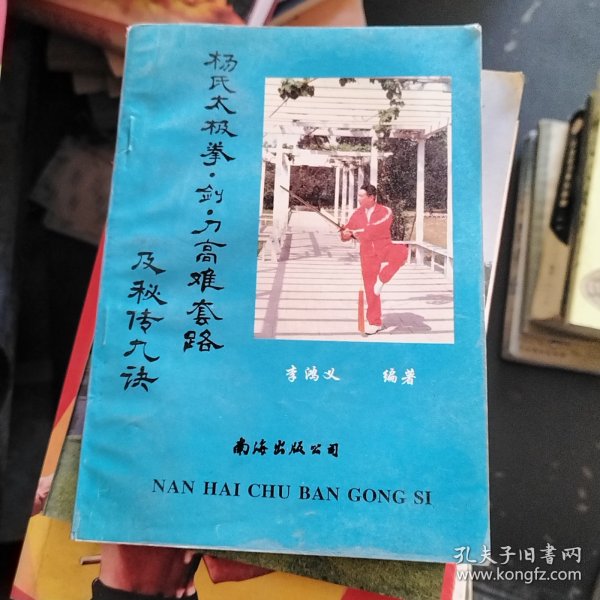 杨氏太极拳·剑·刀高难套路
及秘传九诀
李鸿义 编著
南海出版公司
NAN HAI CHU BAN GONG SI
孔夫子旧书网
www.kongfz.com